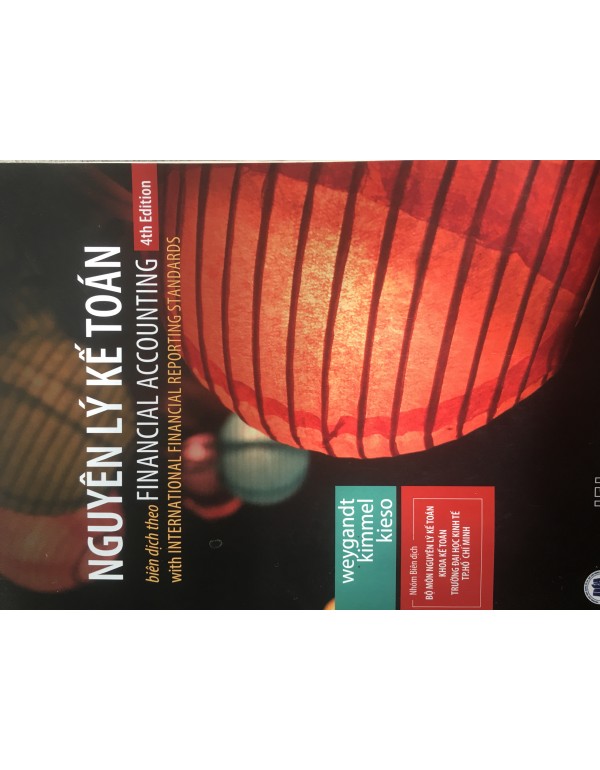 NGUYÊN LÝ KẾ TOÁN
biên dịch theo FINANCIAL ACCOUNTING 4th Edition
with INTERNATIONAL FINANCIAL REPORTING STANDARDS
weygandt
kimmel
kieso
Nhóm Biên dịch
BỘ MÔN NGUYÊN LÝ KẾ TOÁN
KHOA KẾ TOÁN
TRƯỜNG ĐẠI HỌC KINH TẾ
TP.HỒ CHÍ MINH